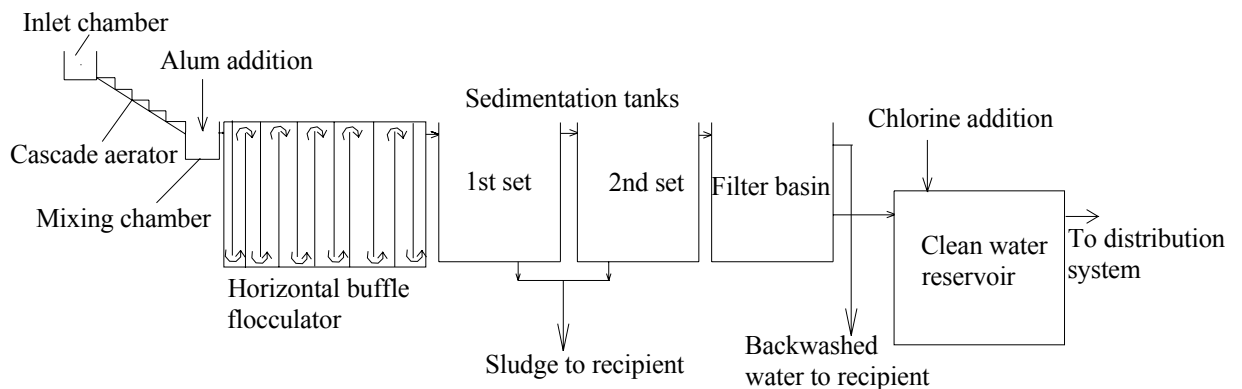 Inlet chamber
Alum addition
Cascade aerator
Mixing chamber
Horizontal buffle
flocculator
Sedimentation tanks
1st set
2nd set
Sludge to recipient
Filter basin
Backwashed
water to recipient
Chlorine addition
Clean water
reservoir
To distribution
system